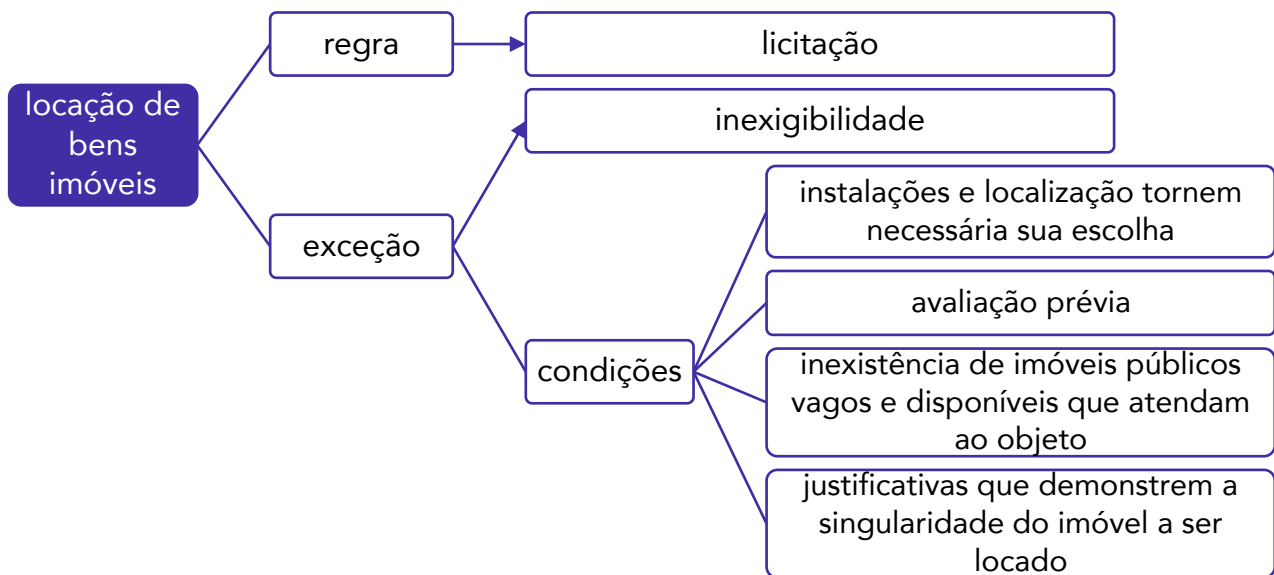 locação de
bens
imóveis
regra
licitação
exceção
inexigibilidade
condições
instalações e localização tornem
necessária sua escolha
avaliação prévia
inexistência de imóveis públicos
vagos e disponíveis que atendam
ao objeto
justificativas que demonstrem a
singularidade do imóvel a ser
locado